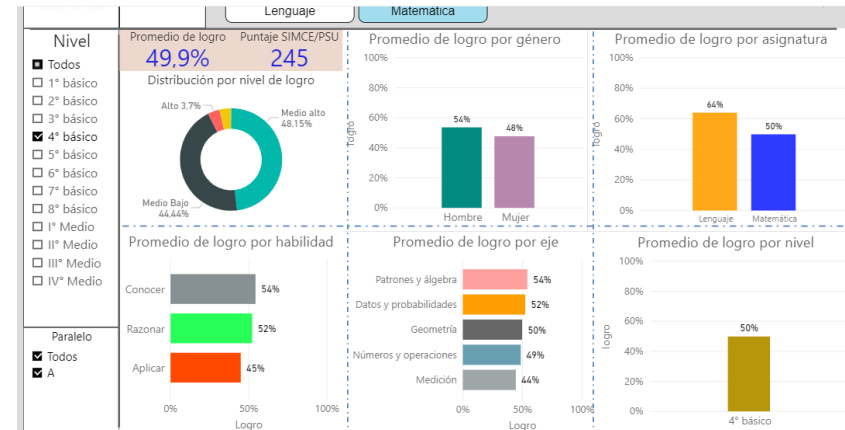 Lenguaje
Matemática
Nivel
Todos
1° básico
2° básico
3° básico
4° básico
5° básico
6° básico
7° básico
8° básico
I° Medio
II° Medio
III° Medio
IV° Medio
Paralelo
Todos
A
Promedio de logro
Puntaje SIMCE/PSU
49,9%
245
Distribución por nivel de logro
Alto 3,7%
Medio alto
48,15%
Medio Bajo
44,44%
Promedio de logro por género
100%
80%
60%
40%
20%
0%
logro
54%
48%
Hombre
Mujer
Promedio de logro por asignatura
100%
80%
60%
40%
20%
0%
logro
64%
50%
Lenguaje
Matemática
Promedio de logro por habilidad
Conocer
54%
Razonar
52%
Aplicar
45%
0%
50%
100%
Logro
Promedio de logro por eje
Patrones y álgebra
54%
Datos y probabilidades
52%
Geometría
50%
Números y operaciones
49%
Medición
44%
0%
50%
100%
Logro
Promedio de logro por nivel
100%
80%
60%
40%
20%
0%
logro
50%
4° básico